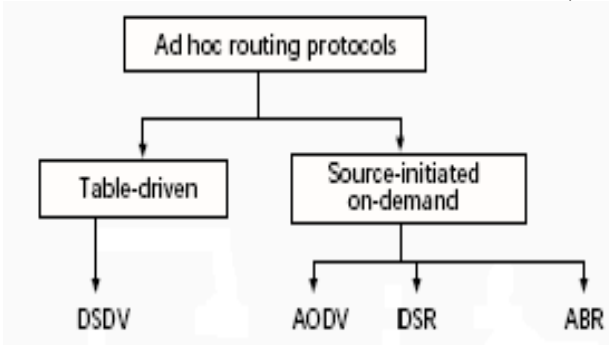 Ad hoc routing protocols
Table-driven
Source-initiated
on-demand
DSDV
AODV
DSR
ABR